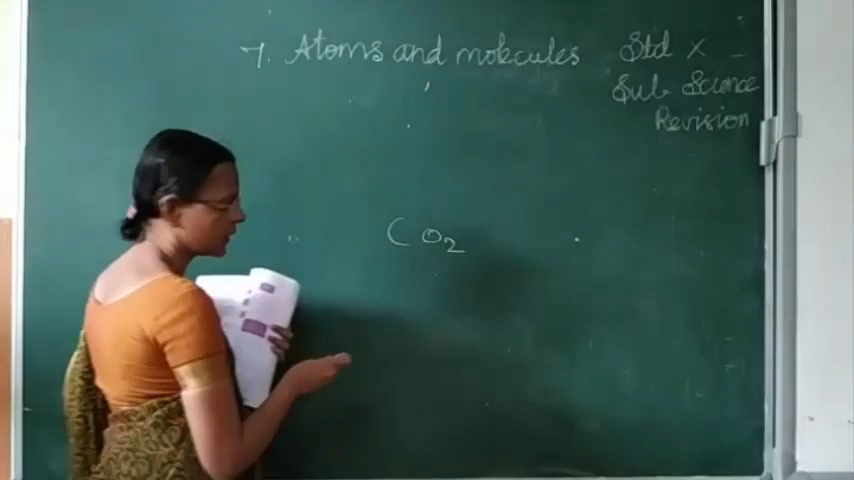 7. Atoms and molecules
Std X
Sub Science
Revision
CO2